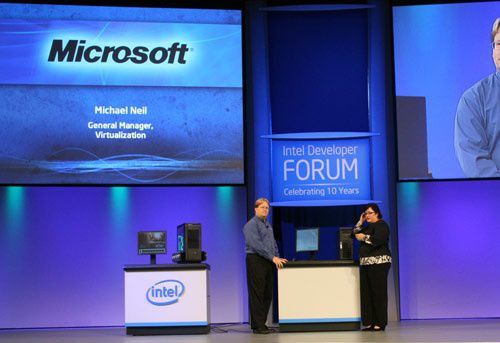 Microsoft
Michael Neil
General Manager,
Virtualization
Intel Developer
FORUM
Celebrating 10 Years
intel